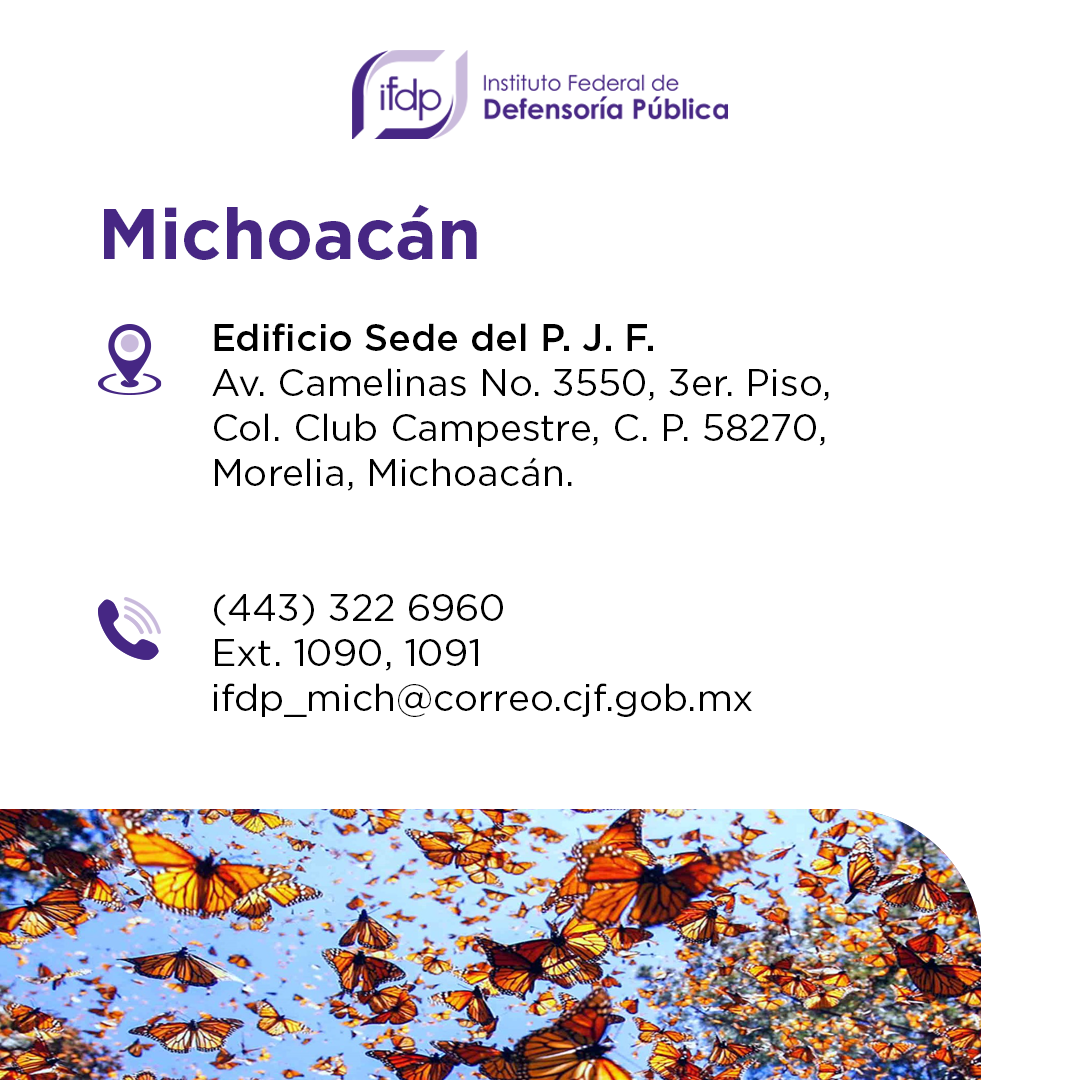 ifdp
Instituto Federal de
Defensoría Pública
Michoacán
Edificio Sede del P. J. F.
Av. Camelinas No. 3550, 3er. Piso,
Col. Club Campestre, C. P. 58270,
Morelia, Michoacán.
(443) 322 6960
Ext. 1090, 1091
ifdp_mich@correo.cjf.gob.mx